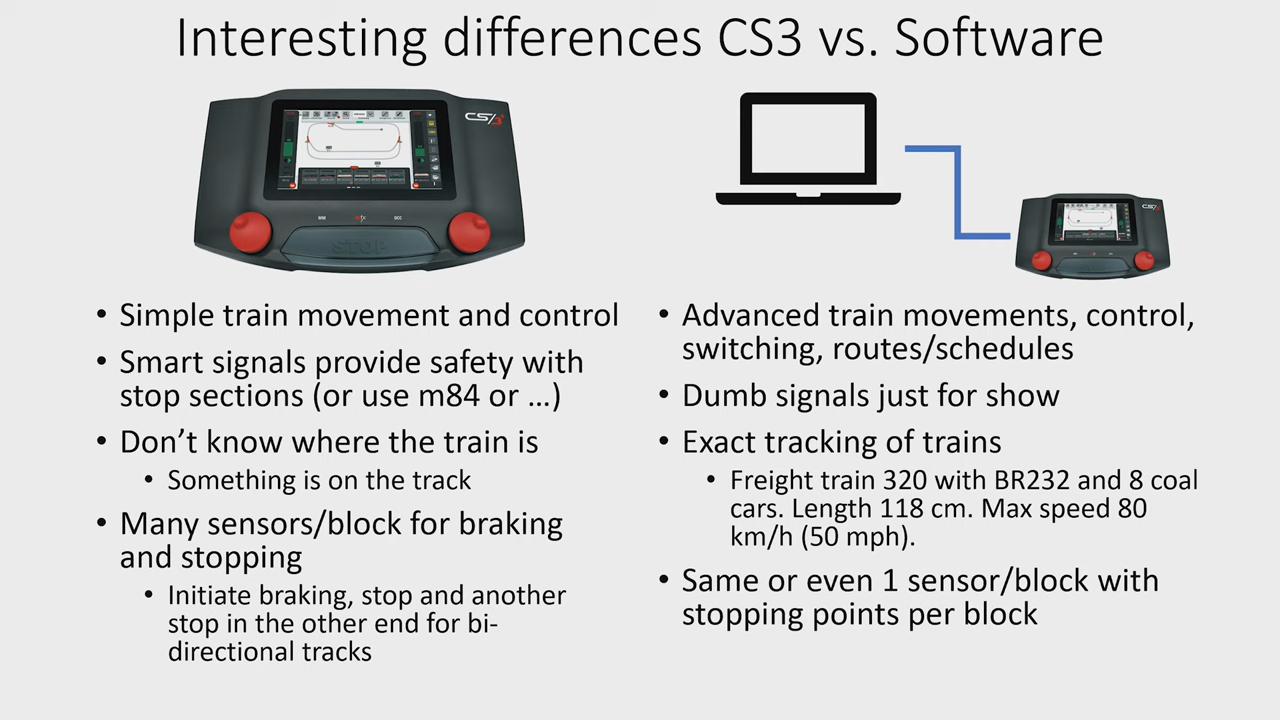 Interesting differences CS3 vs. Software
CS/3
STOP
CS/3
• Simple train movement and control
• Smart signals provide safety with
stop sections (or use m84 or …)
• Don’t know where the train is
• Something is on the track
• Many sensors/block for braking
and stopping
• Initiate braking, stop and another
stop in the other end for bi-
directional tracks
• Advanced train movements, control,
switching, routes/schedules
• Dumb signals just for show
• Exact tracking of trains
• Freight train 320 with BR232 and 8 coal
cars. Length 118 cm. Max speed 80
km/h (50 mph).
• Same or even 1 sensor/block with
stopping points per block